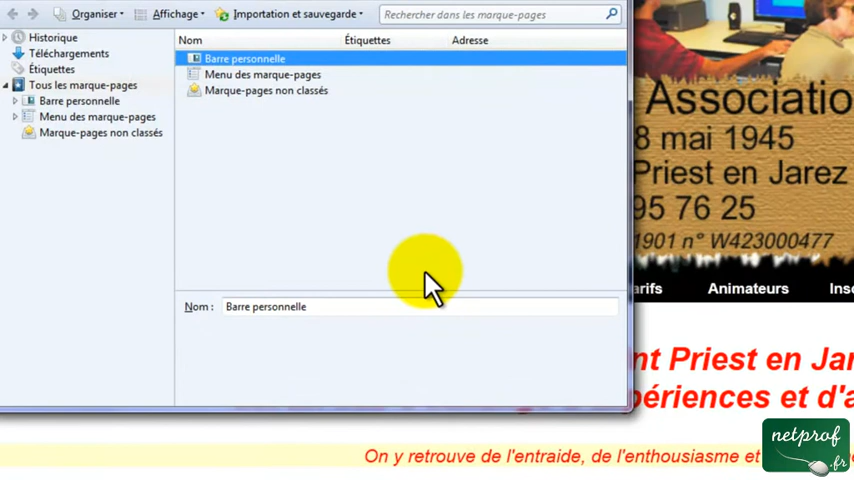 Organiser Affichage Importation et sauvegarde Rechercher dans les marque-pages
Nom Étiquettes Adresse
Historique
Téléchargements
Étiquettes
Tous les marque-pages
Barre personnelle
Menu des marque-pages
Marque-pages non classés
Barre personnelle
Menu des marque-pages
Marque-pages non classés
Nom : Barre personnelle
Associatio
8 mai 1945
Priest en Jarez
95 76 25
1901 n° W423000477
arifs Animateurs Insc
nt Priest en Jar
périences et d'a
On y retrouve de l'entraide, de l'enthousiasme et
netprof
.fr